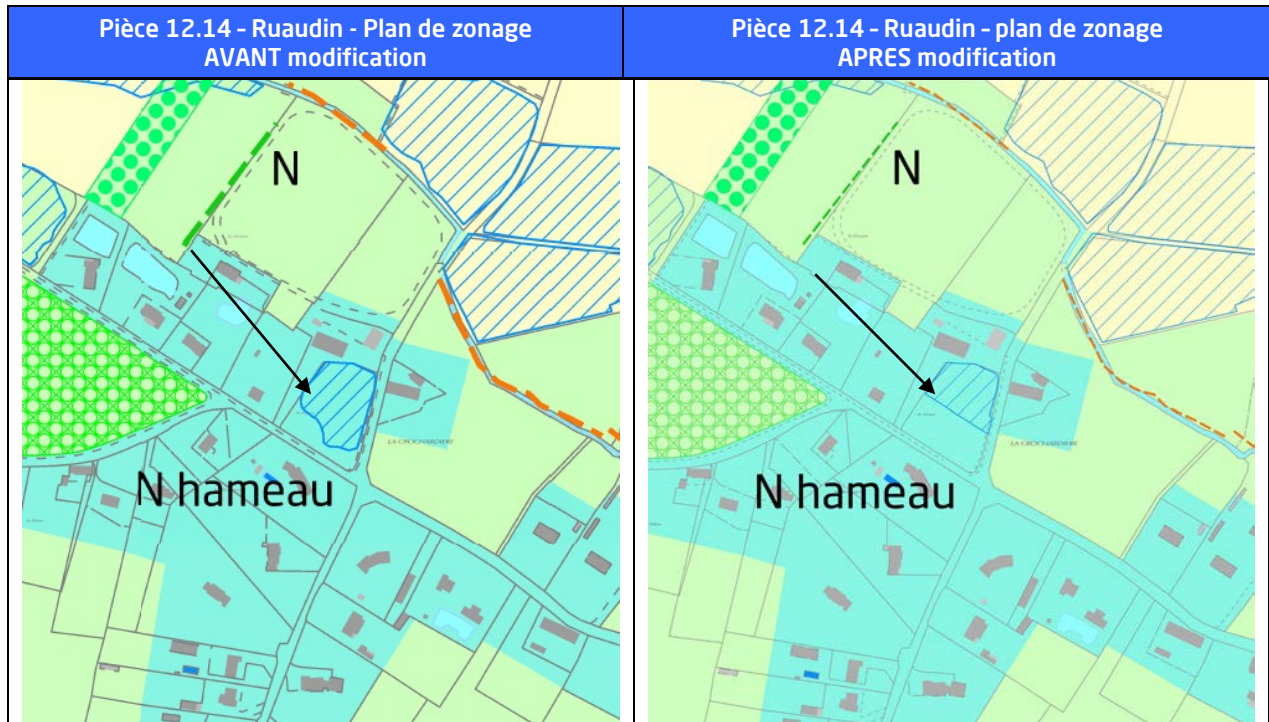 Pièce 12.14 – Ruaudin - Plan de zonage
AVANT modification
Pièce 12.14 – Ruaudin – plan de zonage
APRES modification
N
N hameau
LA CROCHARDIERE
N
N hameau
LA CROCHARDIERE